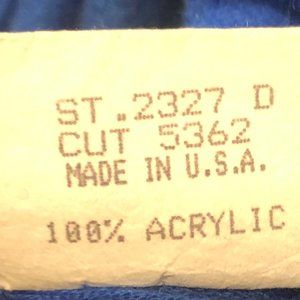 ST.2327 D
CUT 5362
MADE IN U.S.A.
100% ACRYLIC